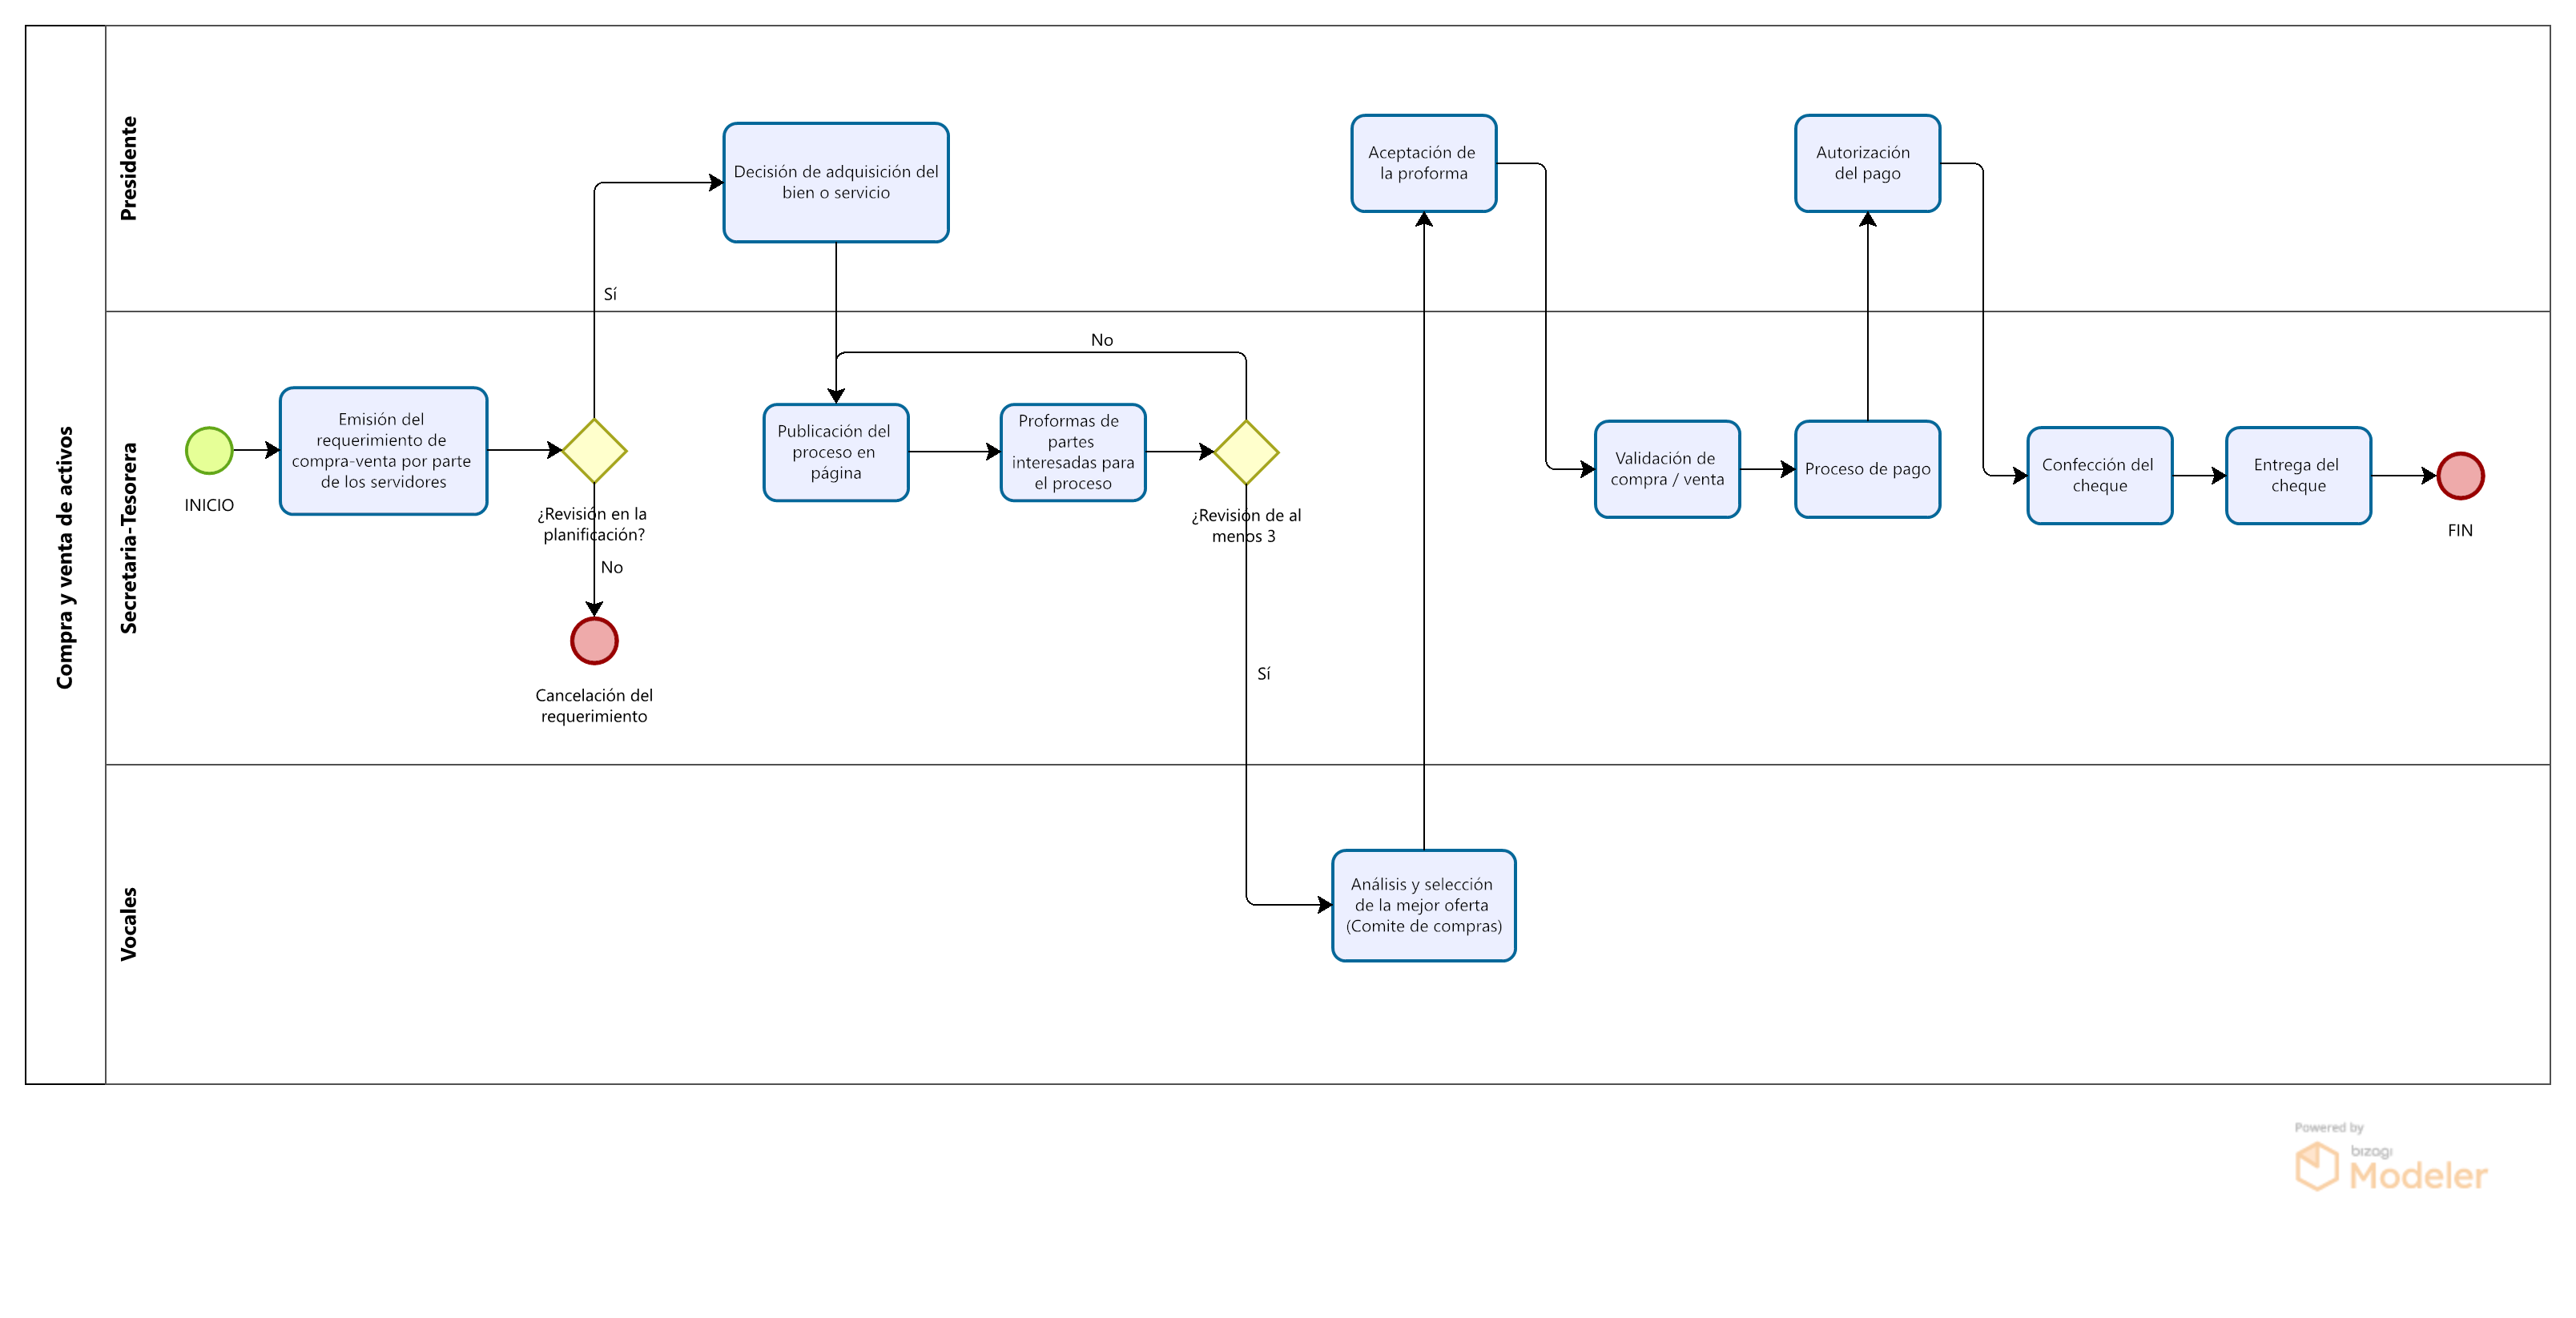 Compra y venta de activos
Presidente
Decisión de adquisición del
bien o servicio
Aceptación de
la proforma
Autorización
del pago
Sí
Secretaria-Tesorera
INICIO
Emisión del
requerimiento de
compra-venta por parte
de los servidores
¿Revisión en la
planificación?
No
Cancelación del
requerimiento
No
Publicación del
proceso en
página
Proformas de
partes
interesadas para
el proceso
¿Revisión de al
menos 3
Sí
Validación de
compra / venta
Proceso de pago
Confección del
cheque
Entrega del
cheque
FIN
Vocales
Análisis y selección
de la mejor oferta
(Comite de compras)
Powered by
bizagi
Modeler